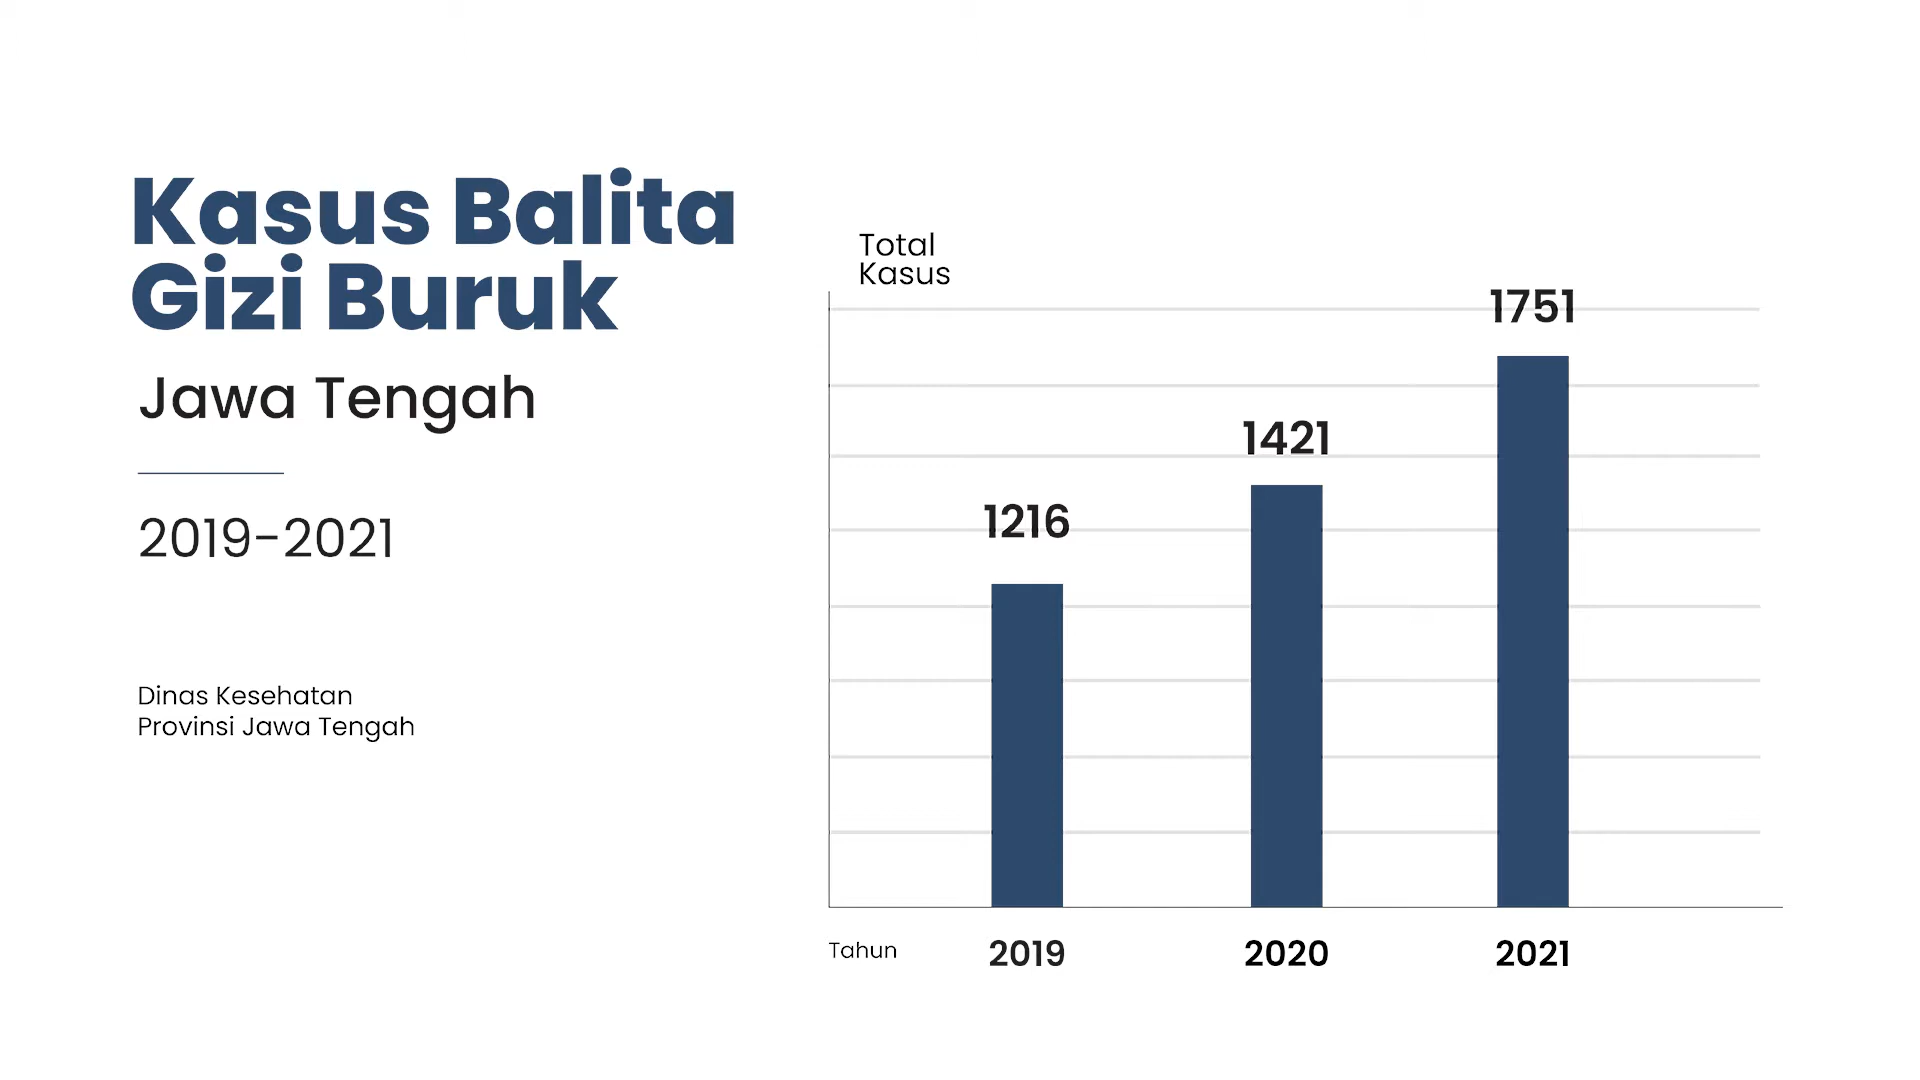 Kasus Balita
Gizi Buruk
Jawa Tengah
2019-2021
Dinas Kesehatan
Provinsi Jawa Tengah
Total
Kasus
1751
1421
1216
Tahun 2019 2020 2021